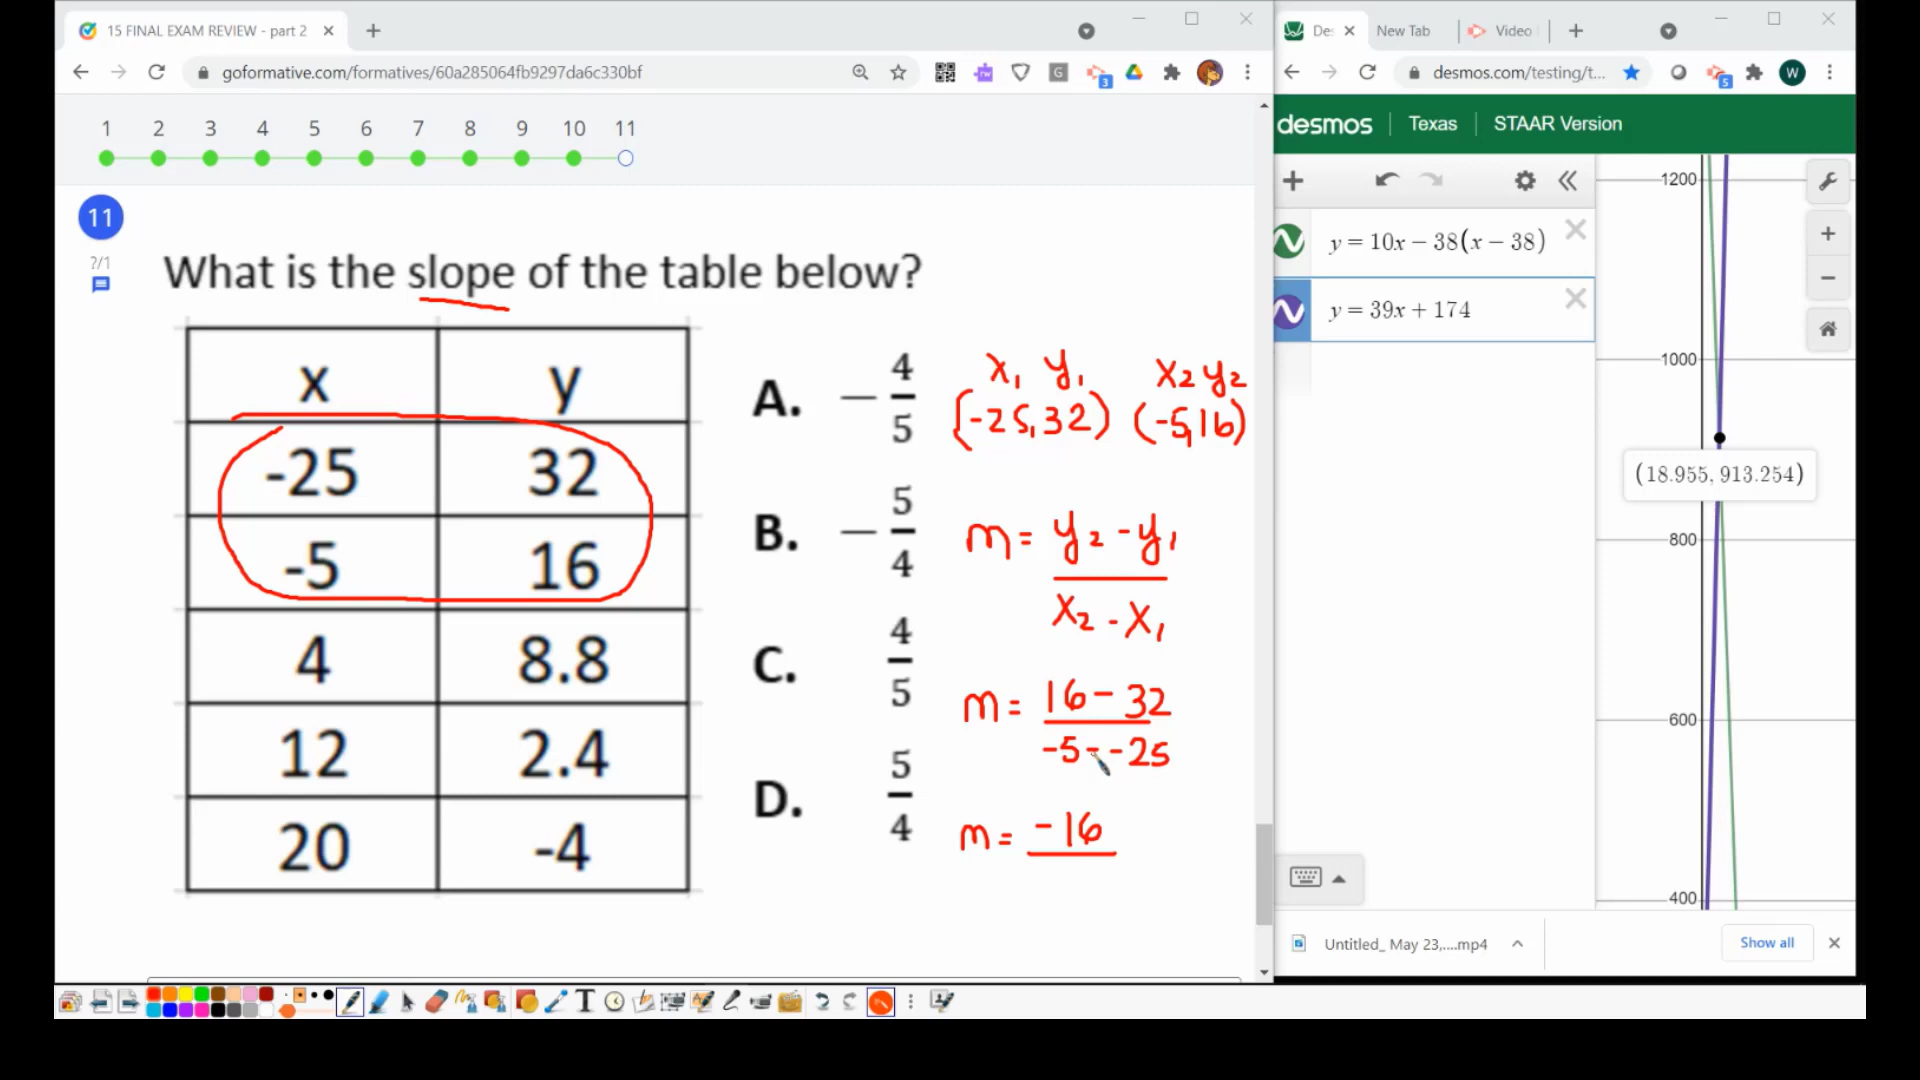 15 FINAL EXAM REVIEW - part 2
goformative.com/formatives/60a285064fb9297da6c330bf
1 2 3 4 5 6 7 8 9 10 11
11
?/1
What is the slope of the table below?
x y
-25 32
-5 16
4 8.8
12 2.4
20 -4
A. −4/5
B. −5/4
C. 4/5
D. 5/4
x₁ y₁ x₂ y₂
(-25,32) (-5,16)
m = y₂ - y₁
x₂ - x₁
m = 16 - 32
-5 - -25
m = -16
De
New Tab
Video
desmos.com/testing/t...
desmos
Texas
STAAR Version
y = 10x − 38(x − 38)
y = 39x + 174
1200
1000
(18.955, 913.254)
800
600
400
Untitled_ May 23,....mp4
Show all